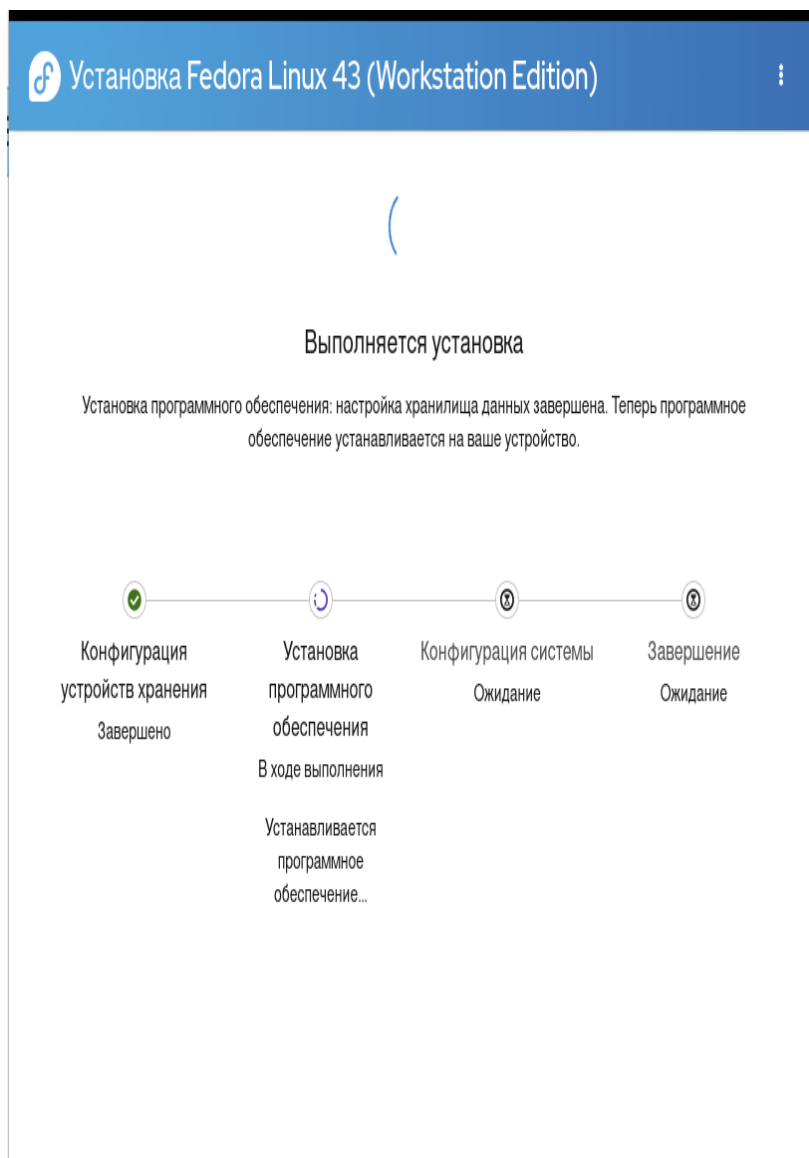 Установка Fedora Linux 43 (Workstation Edition)
Выполняется установка
Установка программного обеспечения: настройка хранилища данных завершена. Теперь программное
обеспечение устанавливается на ваше устройство.
Конфигурация
устройств хранения
Завершено
Установка
программного
обеспечения
В ходе выполнения
Устанавливается
программное
обеспечение...
Конфигурация системы
Ожидание
Завершение
Ожидание